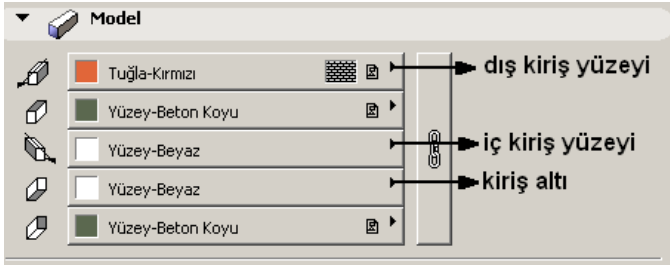 Model
Tuğla-Kırmızı dış kiriş yüzeyi
Yüzey-Beton Koyu
Yüzey-Beyaz iç kiriş yüzeyi
Yüzey-Beyaz kiriş altı
Yüzey-Beton Koyu